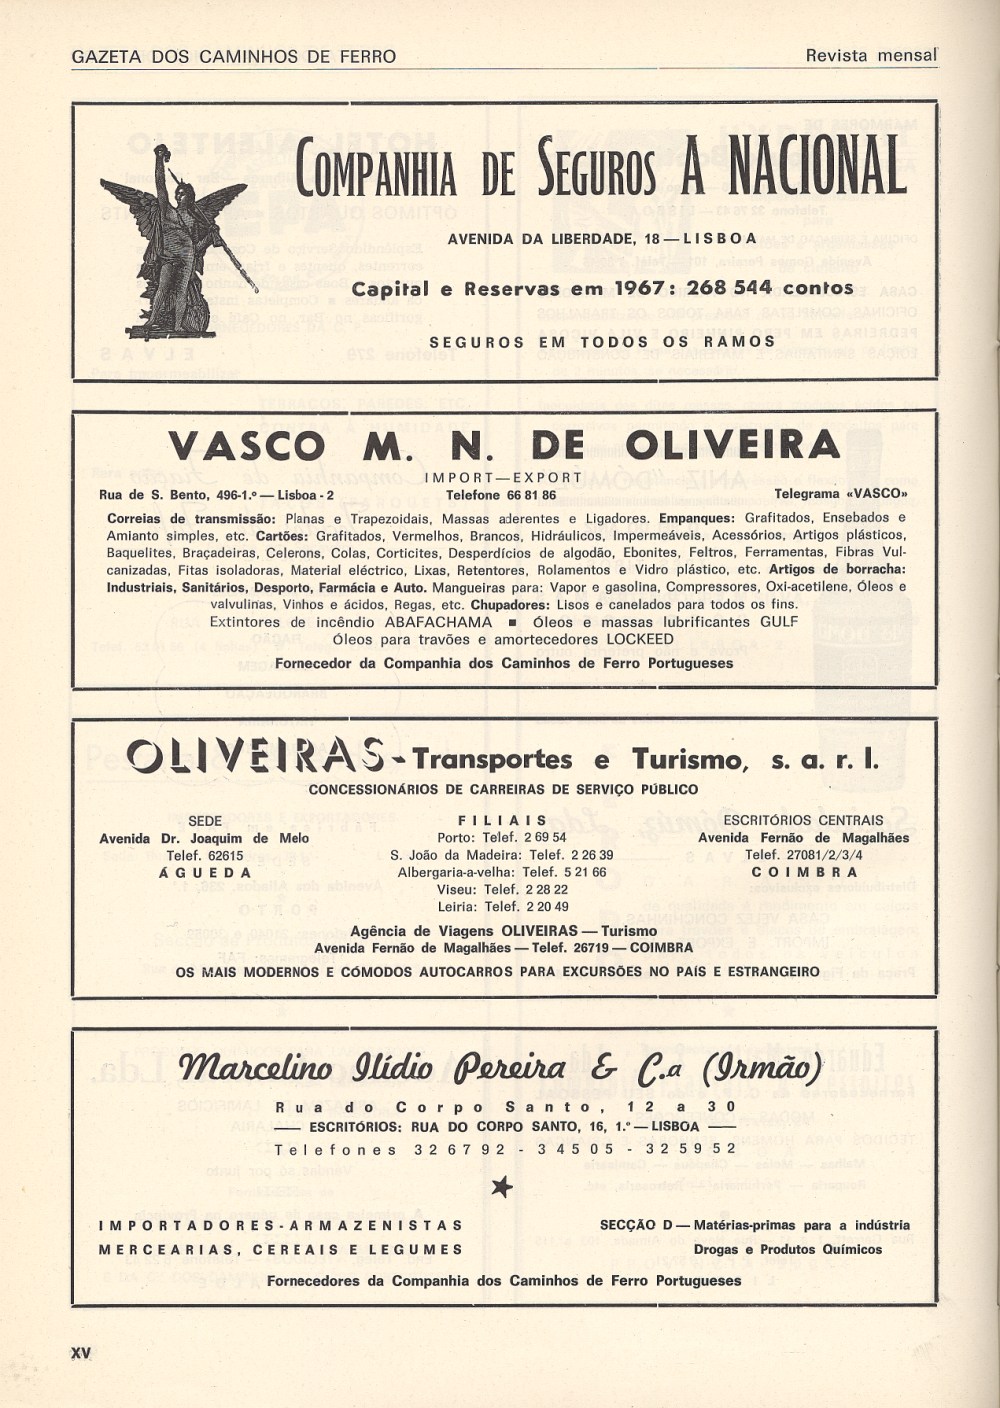 GAZETA DOS CAMINHOS DE FERRO
Revista mensal
COMPANHIA DE SEGUROS A NACIONAL
AVENIDA DA LIBERDADE, 18 — LISBOA
Capital e Reservas em 1967: 268 544 contos
SEGUROS EM TODOS OS RAMOS
VASCO M. N. DE OLIVEIRA
IMPORT—EXPORT
Rua de S. Bento, 496-1.º — Lisboa - 2 Telefone 66 81 86 Telegrama «VASCO»
Correias de transmissão: Planas e Trapezoidais, Massas aderentes e Ligadores. Empanques: Grafitados, Ensebados e
Amianto simples, etc. Cartões: Grafitados, Vermelhos, Brancos, Hidráulicos, Impermeáveis, Acessórios, Artigos plásticos,
Baquelites, Braçadeiras, Celerons, Colas, Corticites, Desperdícios de algodão, Ebonites, Feltros, Ferramentas, Fibras Vul-
canizadas, Fitas isoladoras, Material eléctrico, Lixas, Retentores, Rolamentos e Vidro plástico, etc. Artigos de borracha:
Industriais, Sanitários, Desporto, Farmácia e Auto. Mangueiras para: Vapor e gasolina, Compressores, Oxi-acetilene, Óleos e
valvulinas, Vinhos e ácidos, Regas, etc. Chupadores: Lisos e canelados para todos os fins.
Extintores de incêndio ABAFACHAMA ■ Óleos e massas lubrificantes GULF
Óleos para travões e amortecedores LOCKEED
Fornecedor da Companhia dos Caminhos de Ferro Portugueses
OLIVEIRAS - Transportes e Turismo, s. a. r. l.
CONCESSIONÁRIOS DE CARREIRAS DE SERVIÇO PÚBLICO
SEDE
Avenida Dr. Joaquim de Melo
Telef. 62615
ÁGUEDA
FILIAIS
Porto: Telef. 2 69 54
S. João da Madeira: Telef. 2 26 39
Albergaria-a-velha: Telef. 5 21 66
Viseu: Telef. 2 28 22
Leiria: Telef. 2 20 49
ESCRITÓRIOS CENTRAIS
Avenida Fernão de Magalhães
Telef. 27081/2/3/4
COIMBRA
Agência de Viagens OLIVEIRAS — Turismo
Avenida Fernão de Magalhães — Telef. 26719 — COIMBRA
OS MAIS MODERNOS E CÓMODOS AUTOCARROS PARA EXCURSÕES NO PAÍS E ESTRANGEIRO
Marcelino Ilídio Pereira & C.a (Irmão)
Rua do Corpo Santo, 12 a 30
—— ESCRITÓRIOS: RUA DO CORPO SANTO, 16, 1.º — LISBOA ——
Telefones 326792 - 34505 - 325952
★
IMPORTADORES - ARMAZENISTAS
MERCEARIAS, CEREAIS E LEGUMES
SECÇÃO D — Matérias-primas para a indústria
Drogas e Produtos Químicos
Fornecedores da Companhia dos Caminhos de Ferro Portugueses
XV